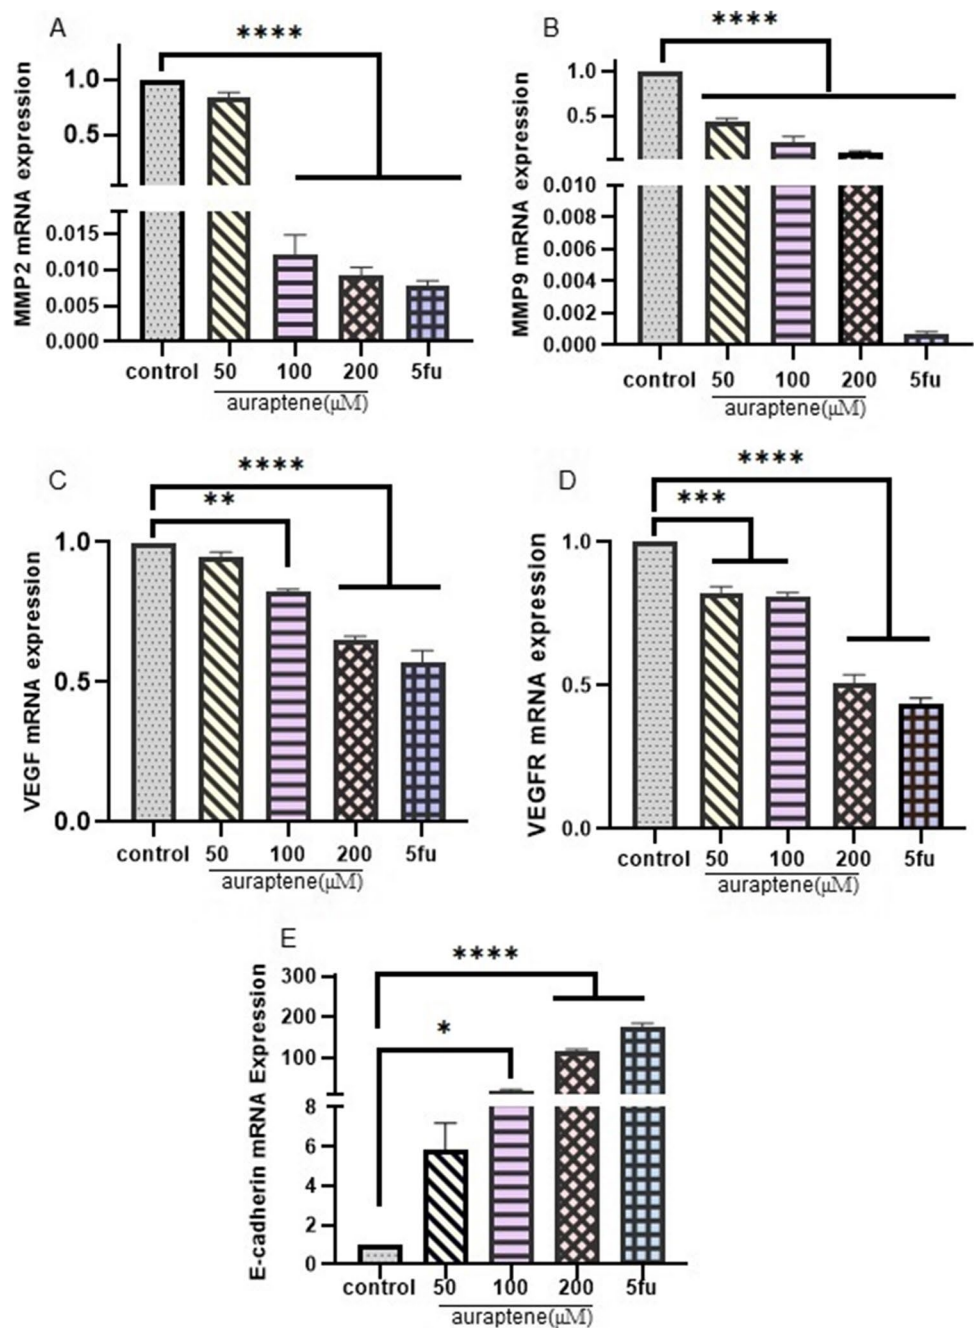 A
****
MMP2 mRNA expression
1.0
0.5
0.015
0.010
0.005
0.000
control 50 100 200 5fu
auraptene(μM)
B
****
MMP9 mRNA expression
1.0
0.5
0.010
0.008
0.006
0.004
0.002
0.000
control 50 100 200 5fu
auraptene(μM)
C
****
**
VEGF mRNA expression
1.0
0.5
0.0
control 50 100 200 5fu
auraptene(μM)
D
****
***
VEGFR mRNA expression
1.0
0.5
0.0
control 50 100 200 5fu
auraptene(μM)
E
****
*
E-cadherin mRNA Expression
300
200
100
8
6
4
2
0
control 50 100 200 5fu
auraptene(μM)